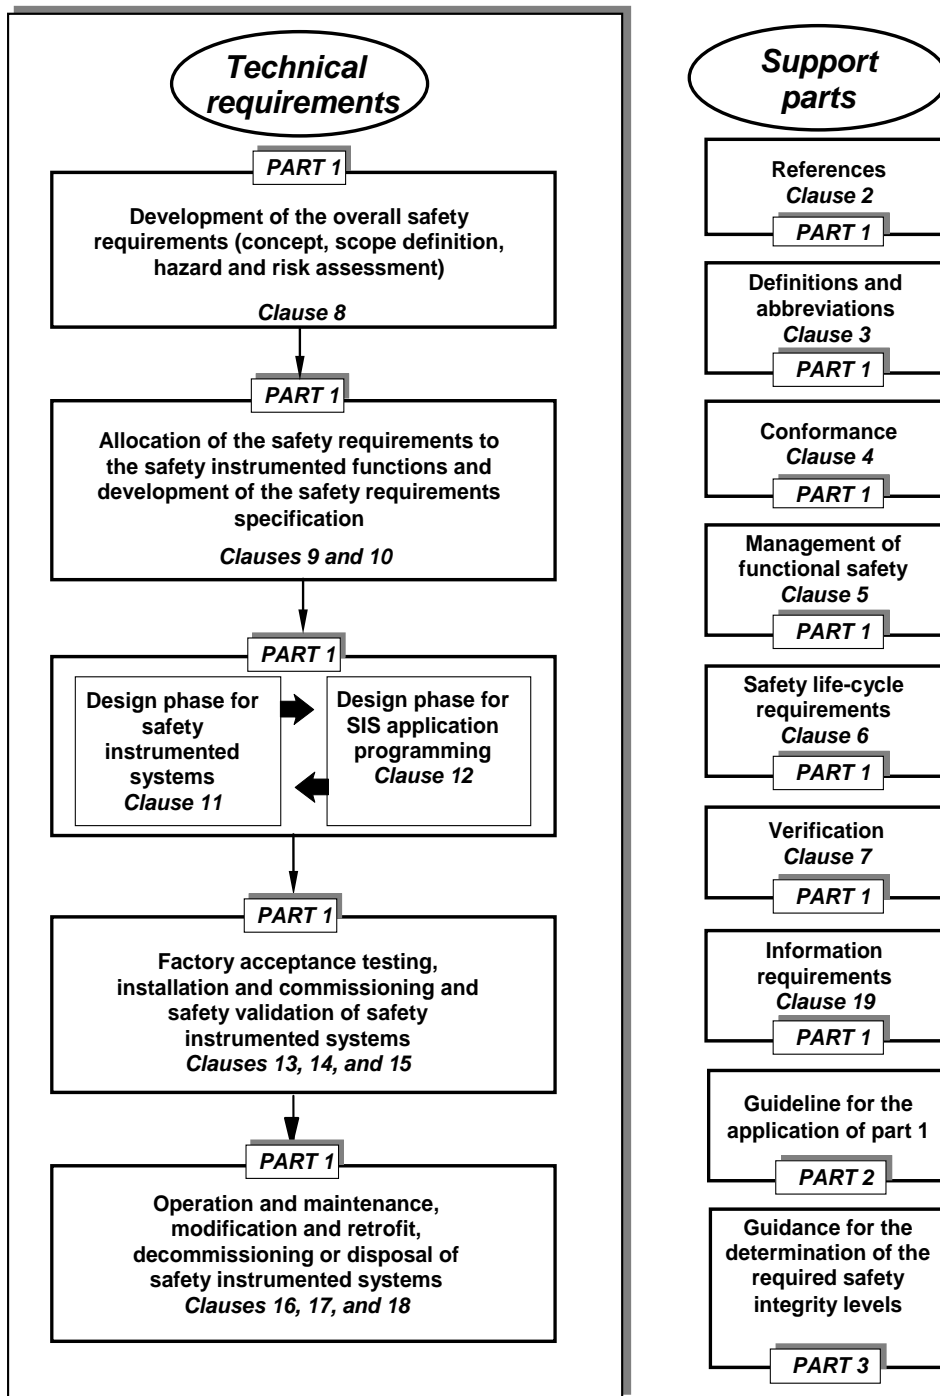 Technical
requirements
PART 1
Development of the overall safety
requirements (concept, scope definition,
hazard and risk assessment)
Clause 8
PART 1
Allocation of the safety requirements to
the safety instrumented functions and
development of the safety requirements
specification
Clauses 9 and 10
PART 1
Design phase for
safety
instrumented
systems
Clause 11
Design phase for
SIS application
programming
Clause 12
PART 1
Factory acceptance testing,
installation and commissioning and
safety validation of safety
instrumented systems
Clauses 13, 14, and 15
PART 1
Operation and maintenance,
modification and retrofit,
decommissioning or disposal of
safety instrumented systems
Clauses 16, 17, and 18
Support
parts
References
Clause 2
PART 1
Definitions and
abbreviations
Clause 3
PART 1
Conformance
Clause 4
PART 1
Management of
functional safety
Clause 5
PART 1
Safety life-cycle
requirements
Clause 6
PART 1
Verification
Clause 7
PART 1
Information
requirements
Clause 19
PART 1
Guideline for the
application of part 1
PART 2
Guidance for the
determination of the
required safety
integrity levels
PART 3